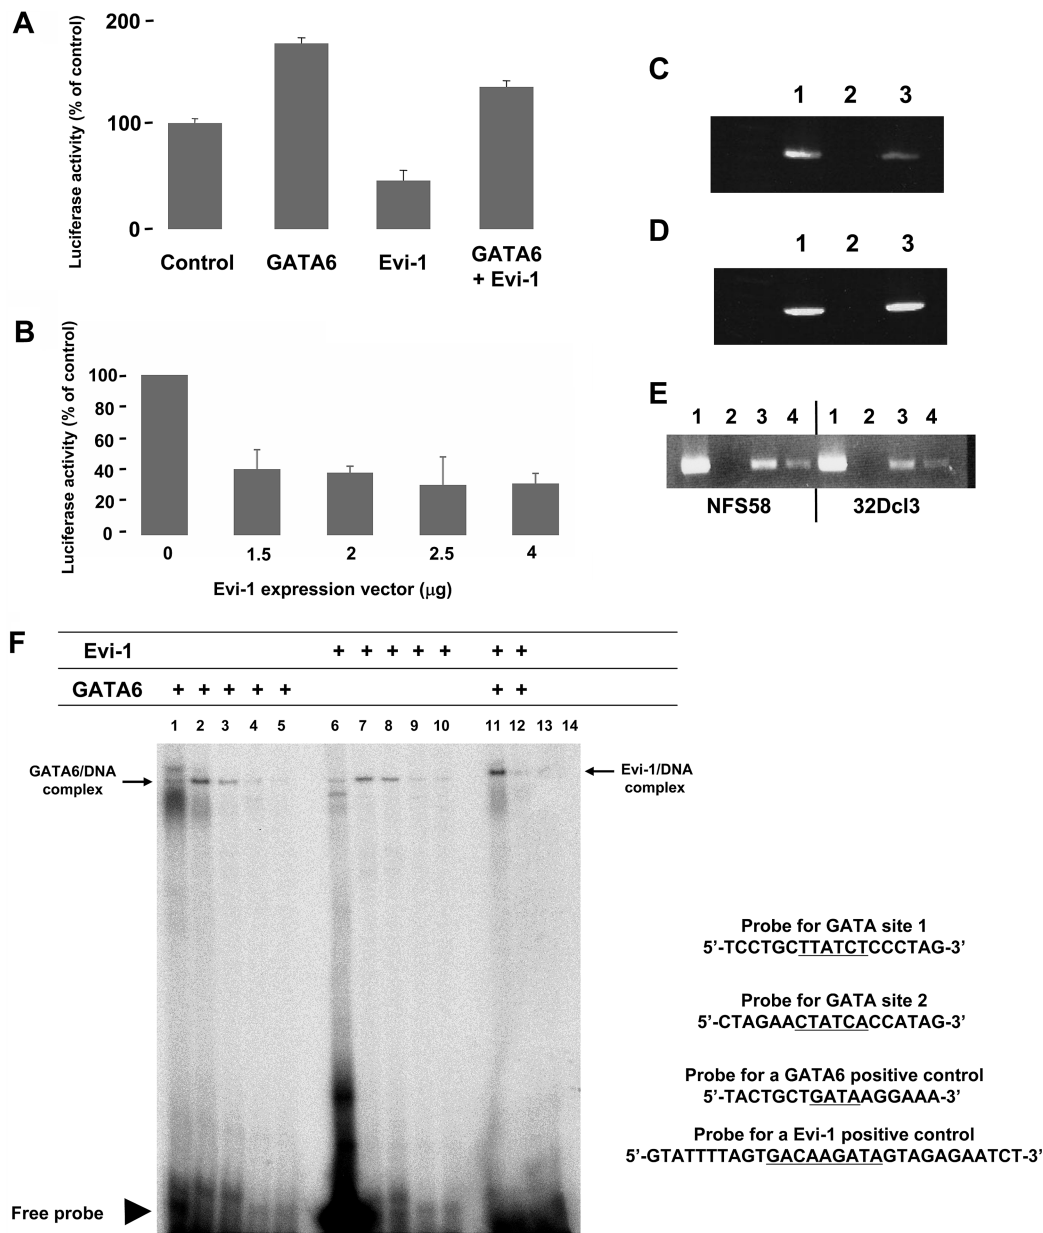 A
Luciferase activity (% of control)
200
100
0
Control
GATA6
Evi-1
GATA6
+ Evi-1
B
Luciferase activity (% of control)
100
80
60
40
20
0
0
1.5
2
2.5
4
Evi-1 expression vector (μg)
C
1 2 3
D
1 2 3
E
1 2 3 4 1 2 3 4
NFS58
32Dcl3
F
Evi-1 + + + + + + +
GATA6 + + + + + + +
1 2 3 4 5 6 7 8 9 10 11 12 13 14
GATA6/DNA
complex
Evi-1/DNA
complex
Free probe
Probe for GATA site 1
5’-TCCTGCTTATCTCCCTAG-3’
Probe for GATA site 2
5’-CTAGAACTATCACCATAG-3’
Probe for a GATA6 positive control
5’-TACTGCTGATAAGGAAA-3’
Probe for a Evi-1 positive control
5’-GTATTTTAGTGACAAGATAGTAGAGAATCT-3’